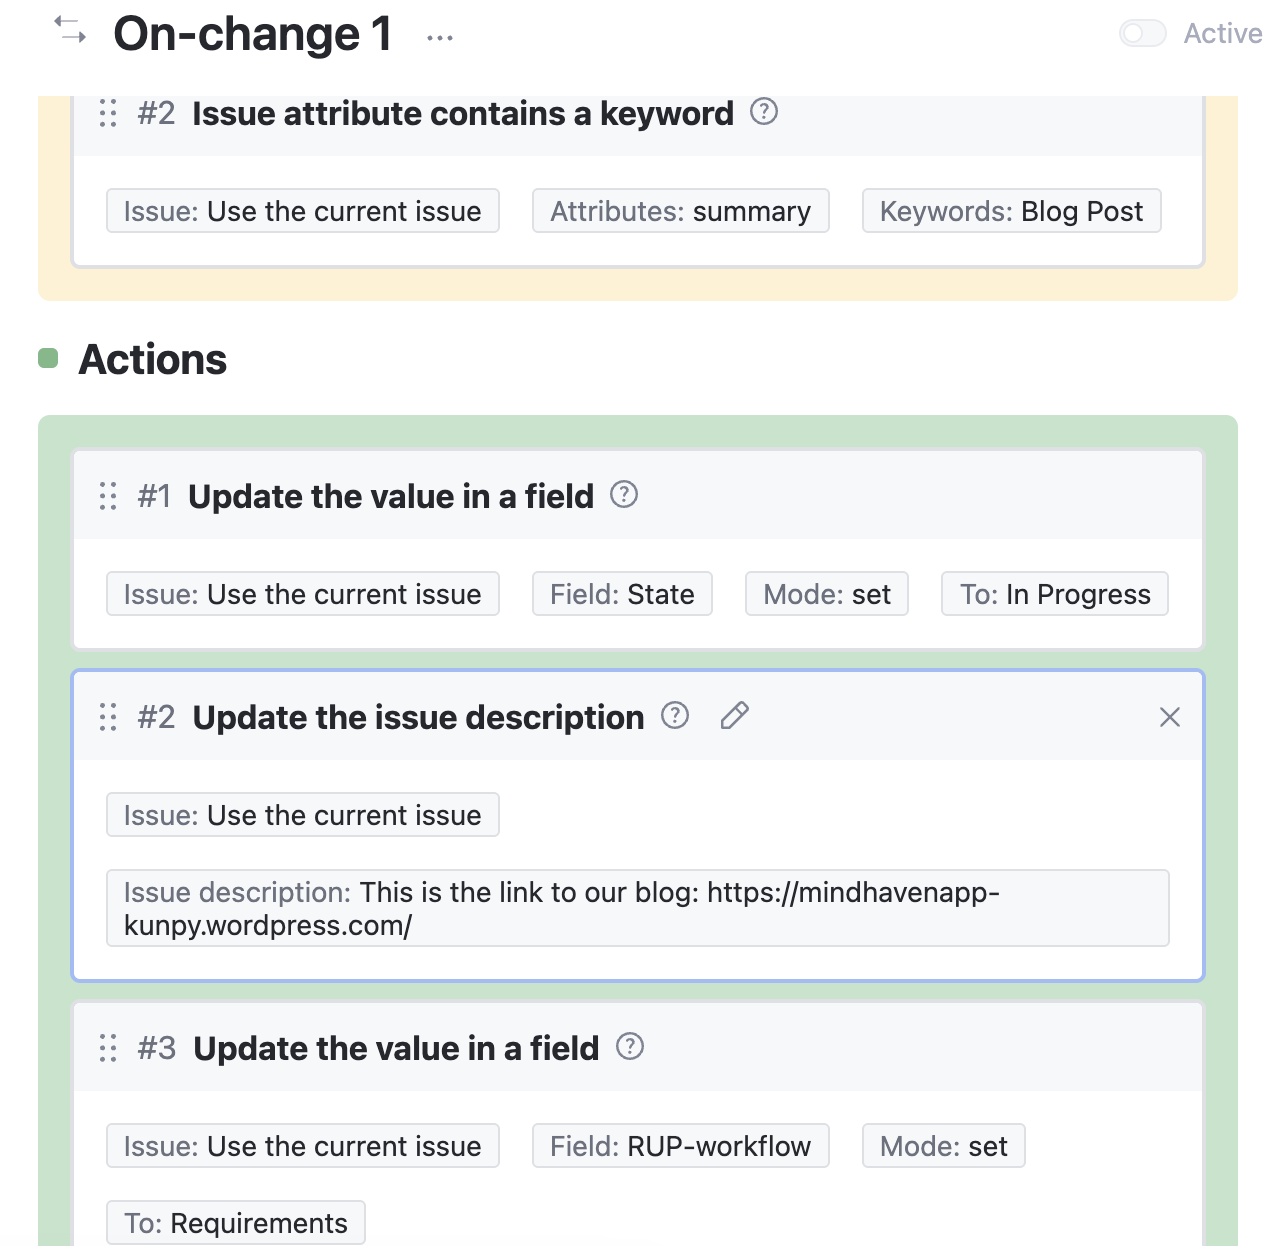 On-change 1 ...
Active
#2 Issue attribute contains a keyword ?
Issue: Use the current issue Attributes: summary Keywords: Blog Post
Actions
#1 Update the value in a field ?
Issue: Use the current issue Field: State Mode: set To: In Progress
#2 Update the issue description ?
Issue: Use the current issue
Issue description: This is the link to our blog: https://mindhavenapp-
kunpy.wordpress.com/
#3 Update the value in a field ?
Issue: Use the current issue Field: RUP-workflow Mode: set
To: Requirements